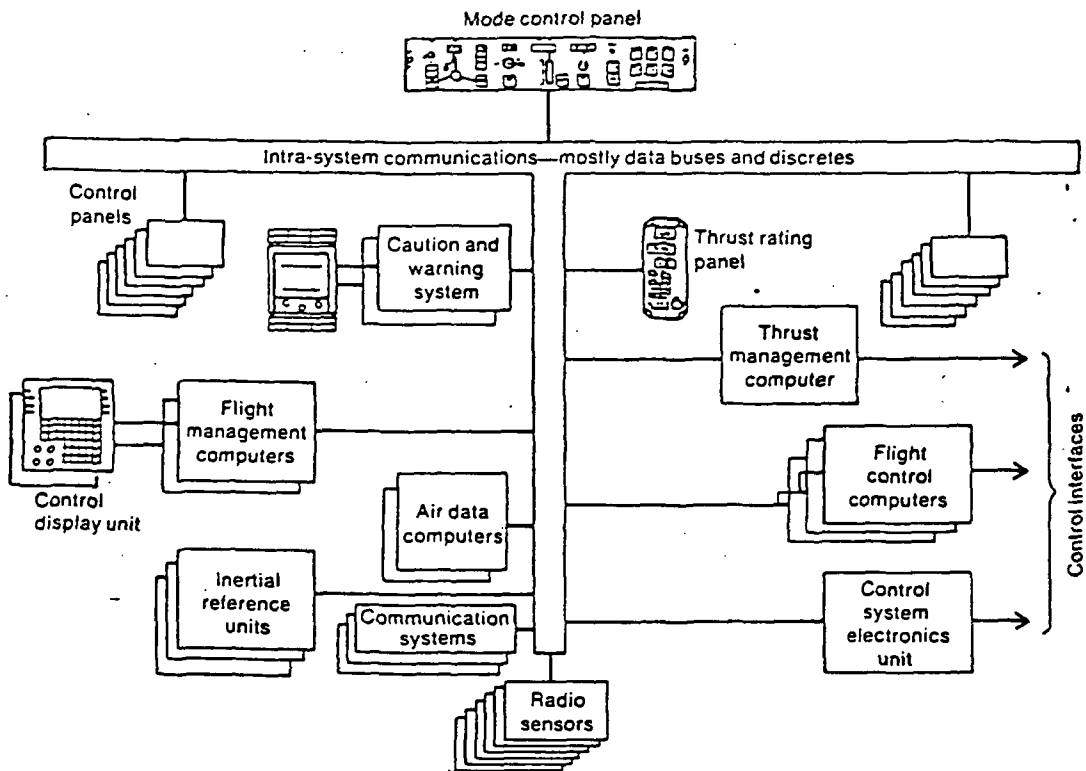 Mode control panel
Intra-system communications—mostly data buses and discretes
Control
panels
Caution and
warning
system
Thrust rating
panel
Thrust
management
computer
Flight
management
computers
Control
display unit
Flight
control
computers
Air data
computers
Inertial
reference
units
Communication
systems
Control
system
electronics
unit
Radio
sensors
Control interfaces